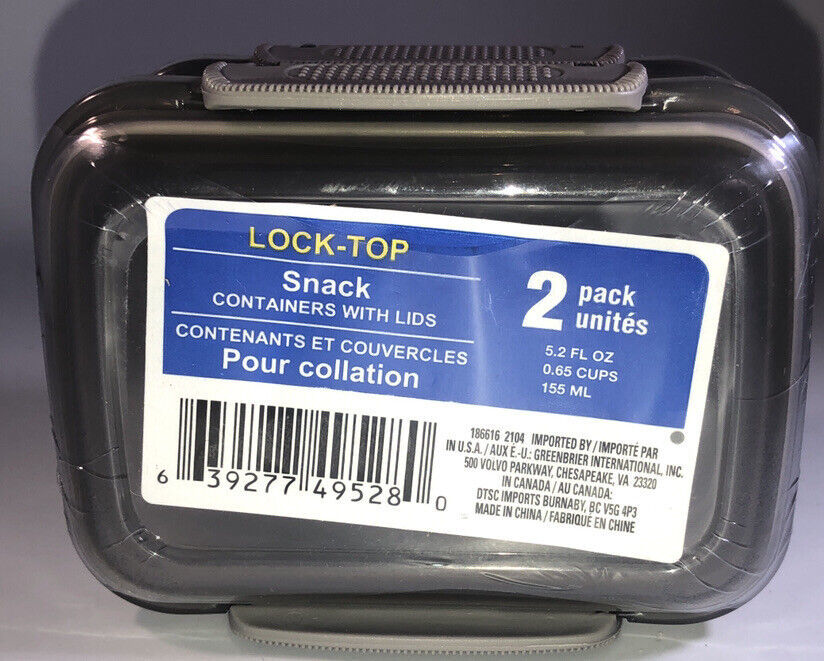 LOCK-TOP
Snack
CONTAINERS WITH LIDS
CONTENANTS ET COUVERCLES
Pour collation
2 pack
unités
5.2 FL OZ
0.65 CUPS
155 ML
6 39277 49528 0
186616 2104 IMPORTED BY / IMPORTÉ PAR
IN U.S.A. / AUX É.-U.: GREENBRIER INTERNATIONAL, INC.
500 VOLVO PARKWAY, CHESAPEAKE, VA 23320
IN CANADA / AU CANADA:
DTSC IMPORTS BURNABY, BC V5G 4P3
MADE IN CHINA / FABRIQUÉ EN CHINE